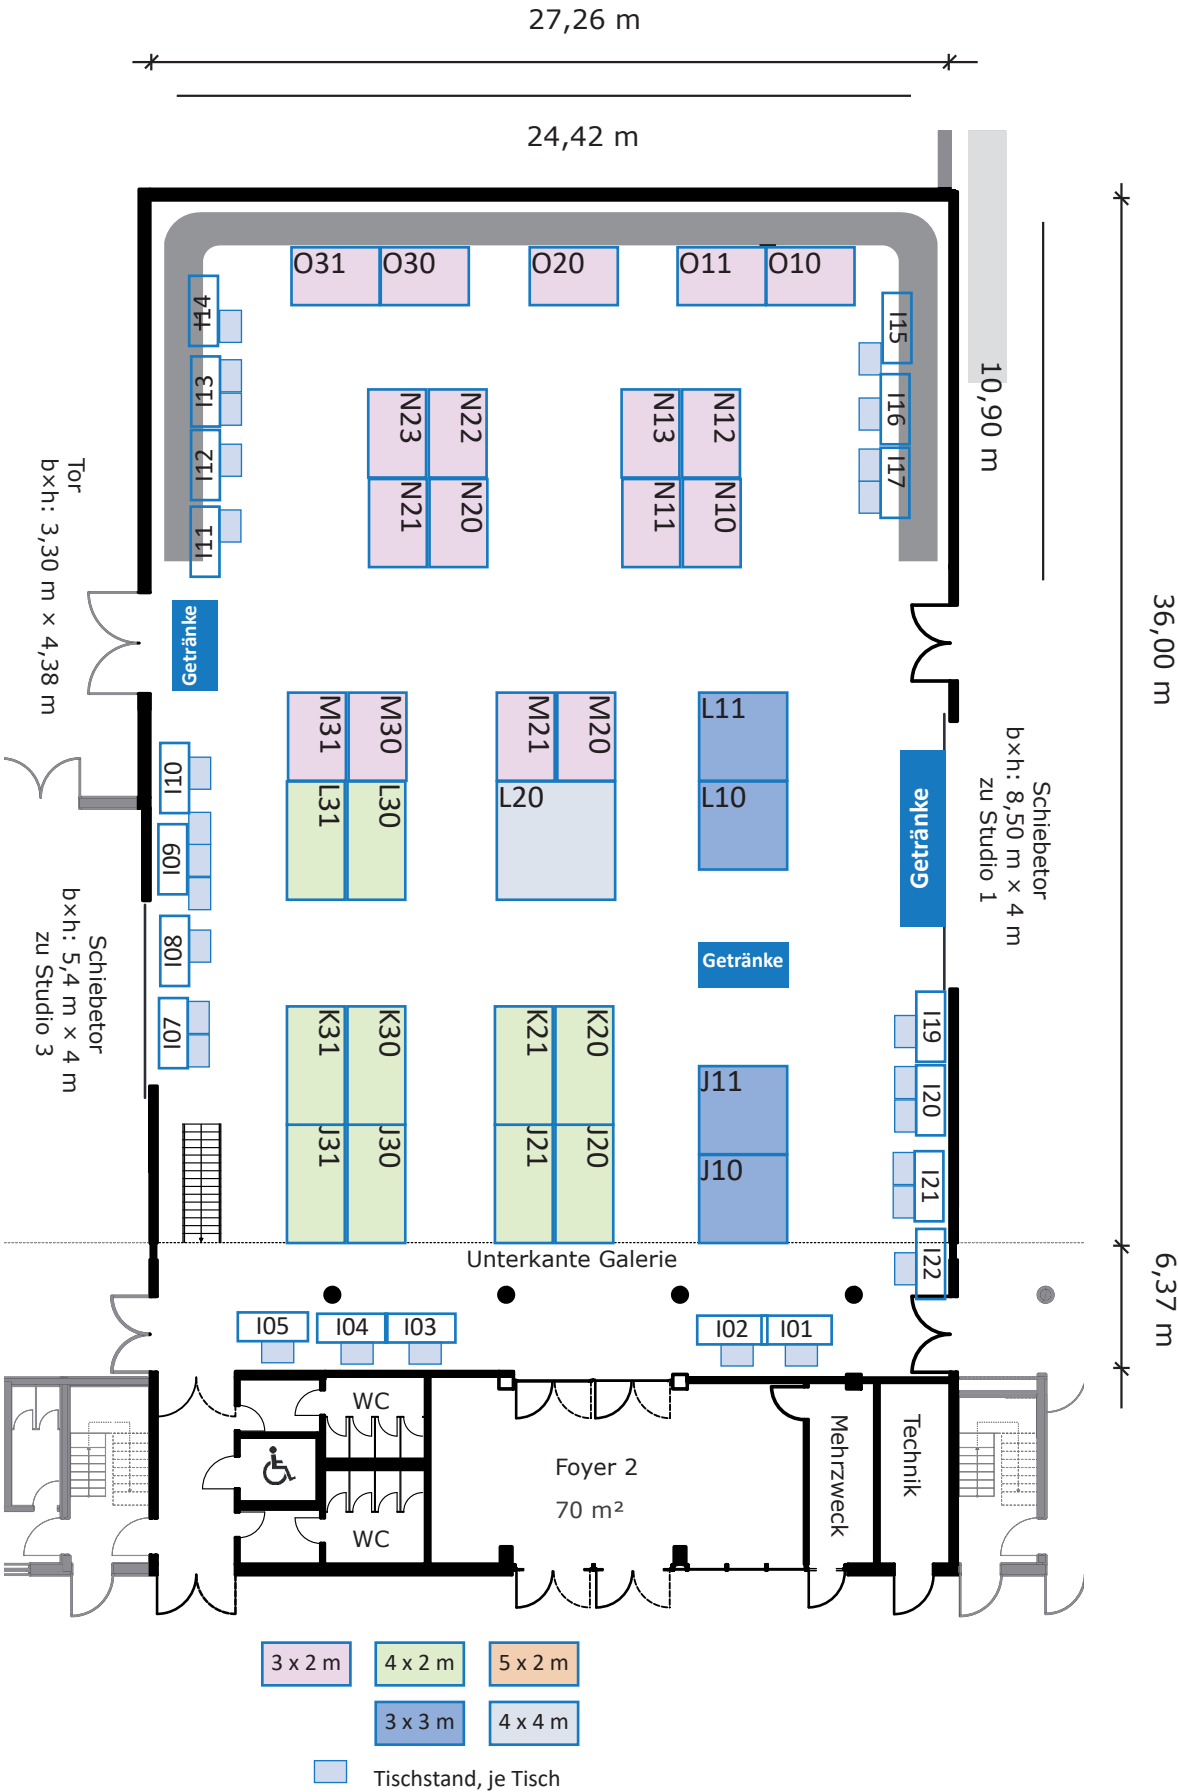 27,26 m
24,42 m
O31
O30
O20
O11
O10
I14
I15
I13
N23
N22
N13
N12
I16
10,90 m
I12
I17
Tor
b×h: 3,30 m × 4,38 m
N21
N20
N11
N10
I11
36,00 m
Getränke
M31
M30
M21
M20
L11
I10
L31
L30
L20
L10
Getränke
Schiebetor
b×h: 8,50 m × 4 m
zu Studio 1
I09
I08
Schiebetor
b×h: 5,4 m × 4 m
zu Studio 3
Getränke
I07
K31
K30
K21
K20
I19
J11
I20
J31
J30
J21
J20
J10
I21
Unterkante Galerie
I22
6,37 m
I05
I04
I03
I02
I01
WC
Foyer 2
70 m²
Mehrzweck
Technik
WC
3 x 2 m
4 x 2 m
5 x 2 m
3 x 3 m
4 x 4 m
Tischstand, je Tisch